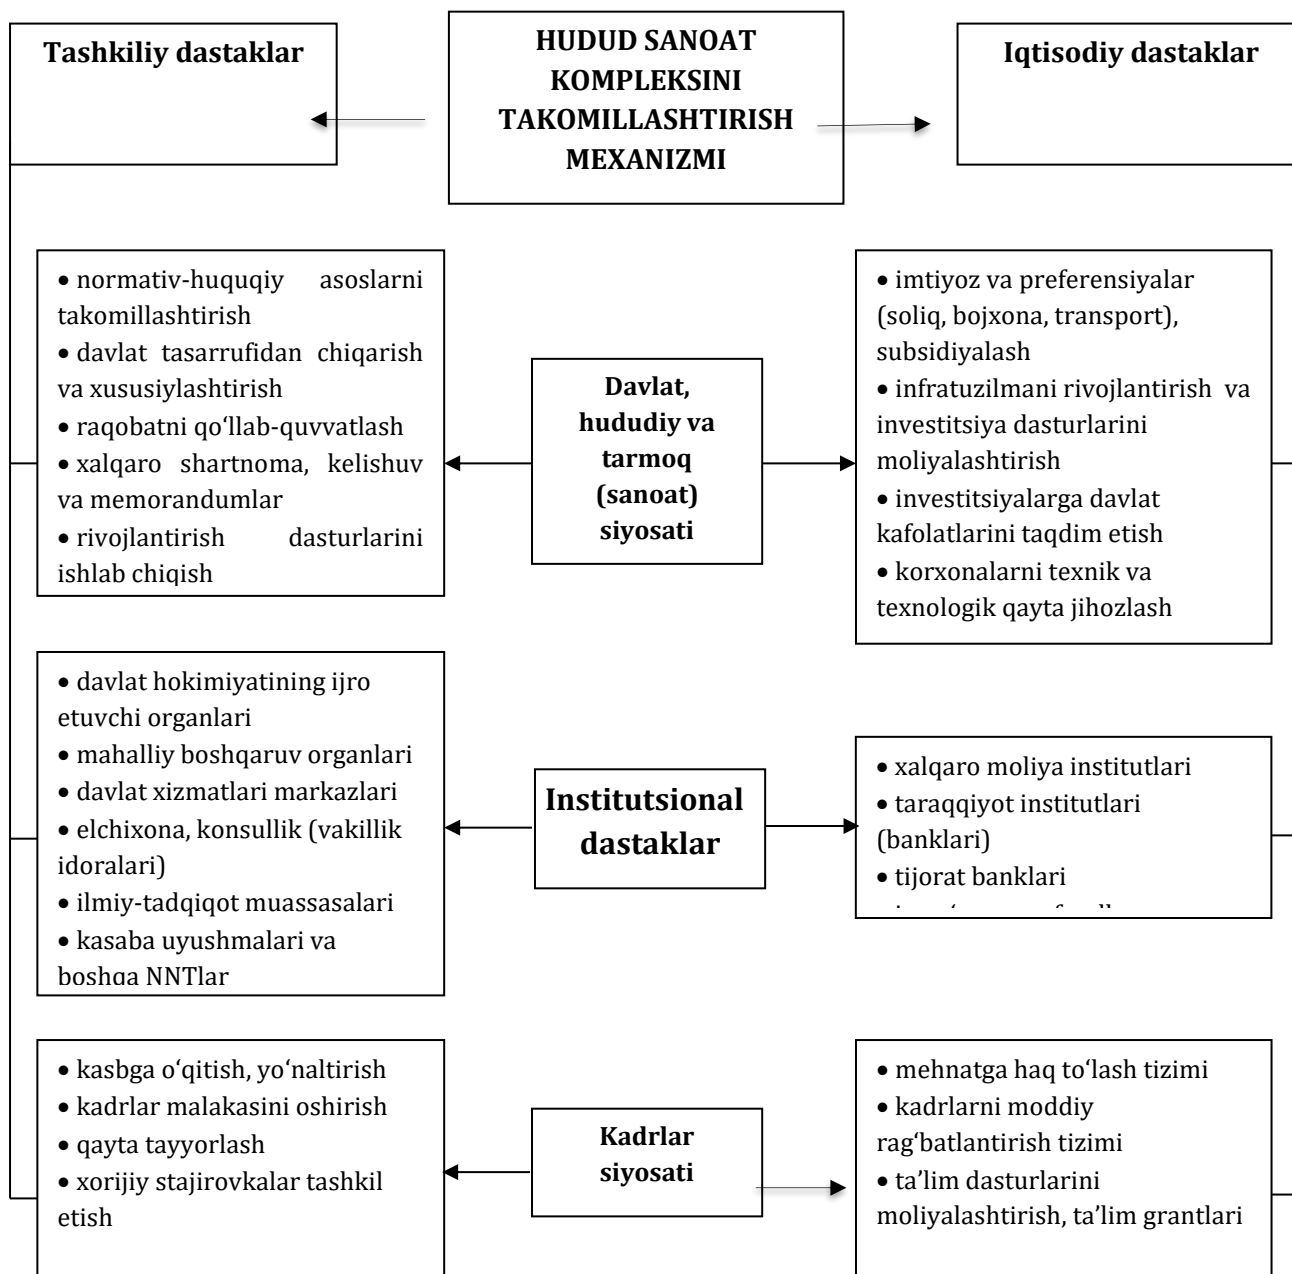 Tashkiliy dastaklar
HUDUD SANOAT
KOMPLEKSINI
TAKOMILLASHTIRISH
MEXANIZMI
Iqtisodiy dastaklar
• normativ-huquqiy asoslarni
takomillashtirish
• davlat tasarrufidan chiqarish
va xususiylashtirish
• raqobatni qo‘llab-quvvatlash
• xalqaro shartnoma, kelishuv
va memorandumlar
• rivojlantirish dasturlarini
ishlab chiqish
Davlat,
hududiy va
tarmoq
(sanoat)
siyosati
• imtiyoz va preferensiyalar
(soliq, bojxona, transport),
subsidiyalash
• infratuzilmani rivojlantirish va
investitsiya dasturlarini
moliyalashtirish
• investitsiyalarga davlat
kafolatlarini taqdim etish
• korxonalarni texnik va
texnologik qayta jihozlash
• davlat hokimiyatining ijro
etuvchi organlari
• mahalliy boshqaruv organlari
• davlat xizmatlari markazlari
• elchixona, konsullik (vakillik
idoralari)
• ilmiy-tadqiqot muassasalari
• kasaba uyushmalari va
boshqa NNTlar
Institutsional
dastaklar
• xalqaro moliya institutlari
• taraqqiyot institutlari
(banklari)
• tijorat banklari
• kasbga o‘qitish, yo‘naltirish
• kadrlar malakasini oshirish
• qayta tayyorlash
• xorijiy stajirovkalar tashkil
etish
Kadrlar
siyosati
• mehnatga haq to‘lash tizimi
• kadrlarni moddiy
rag‘batlantirish tizimi
• ta’lim dasturlarini
moliyalashtirish, ta’lim grantlari